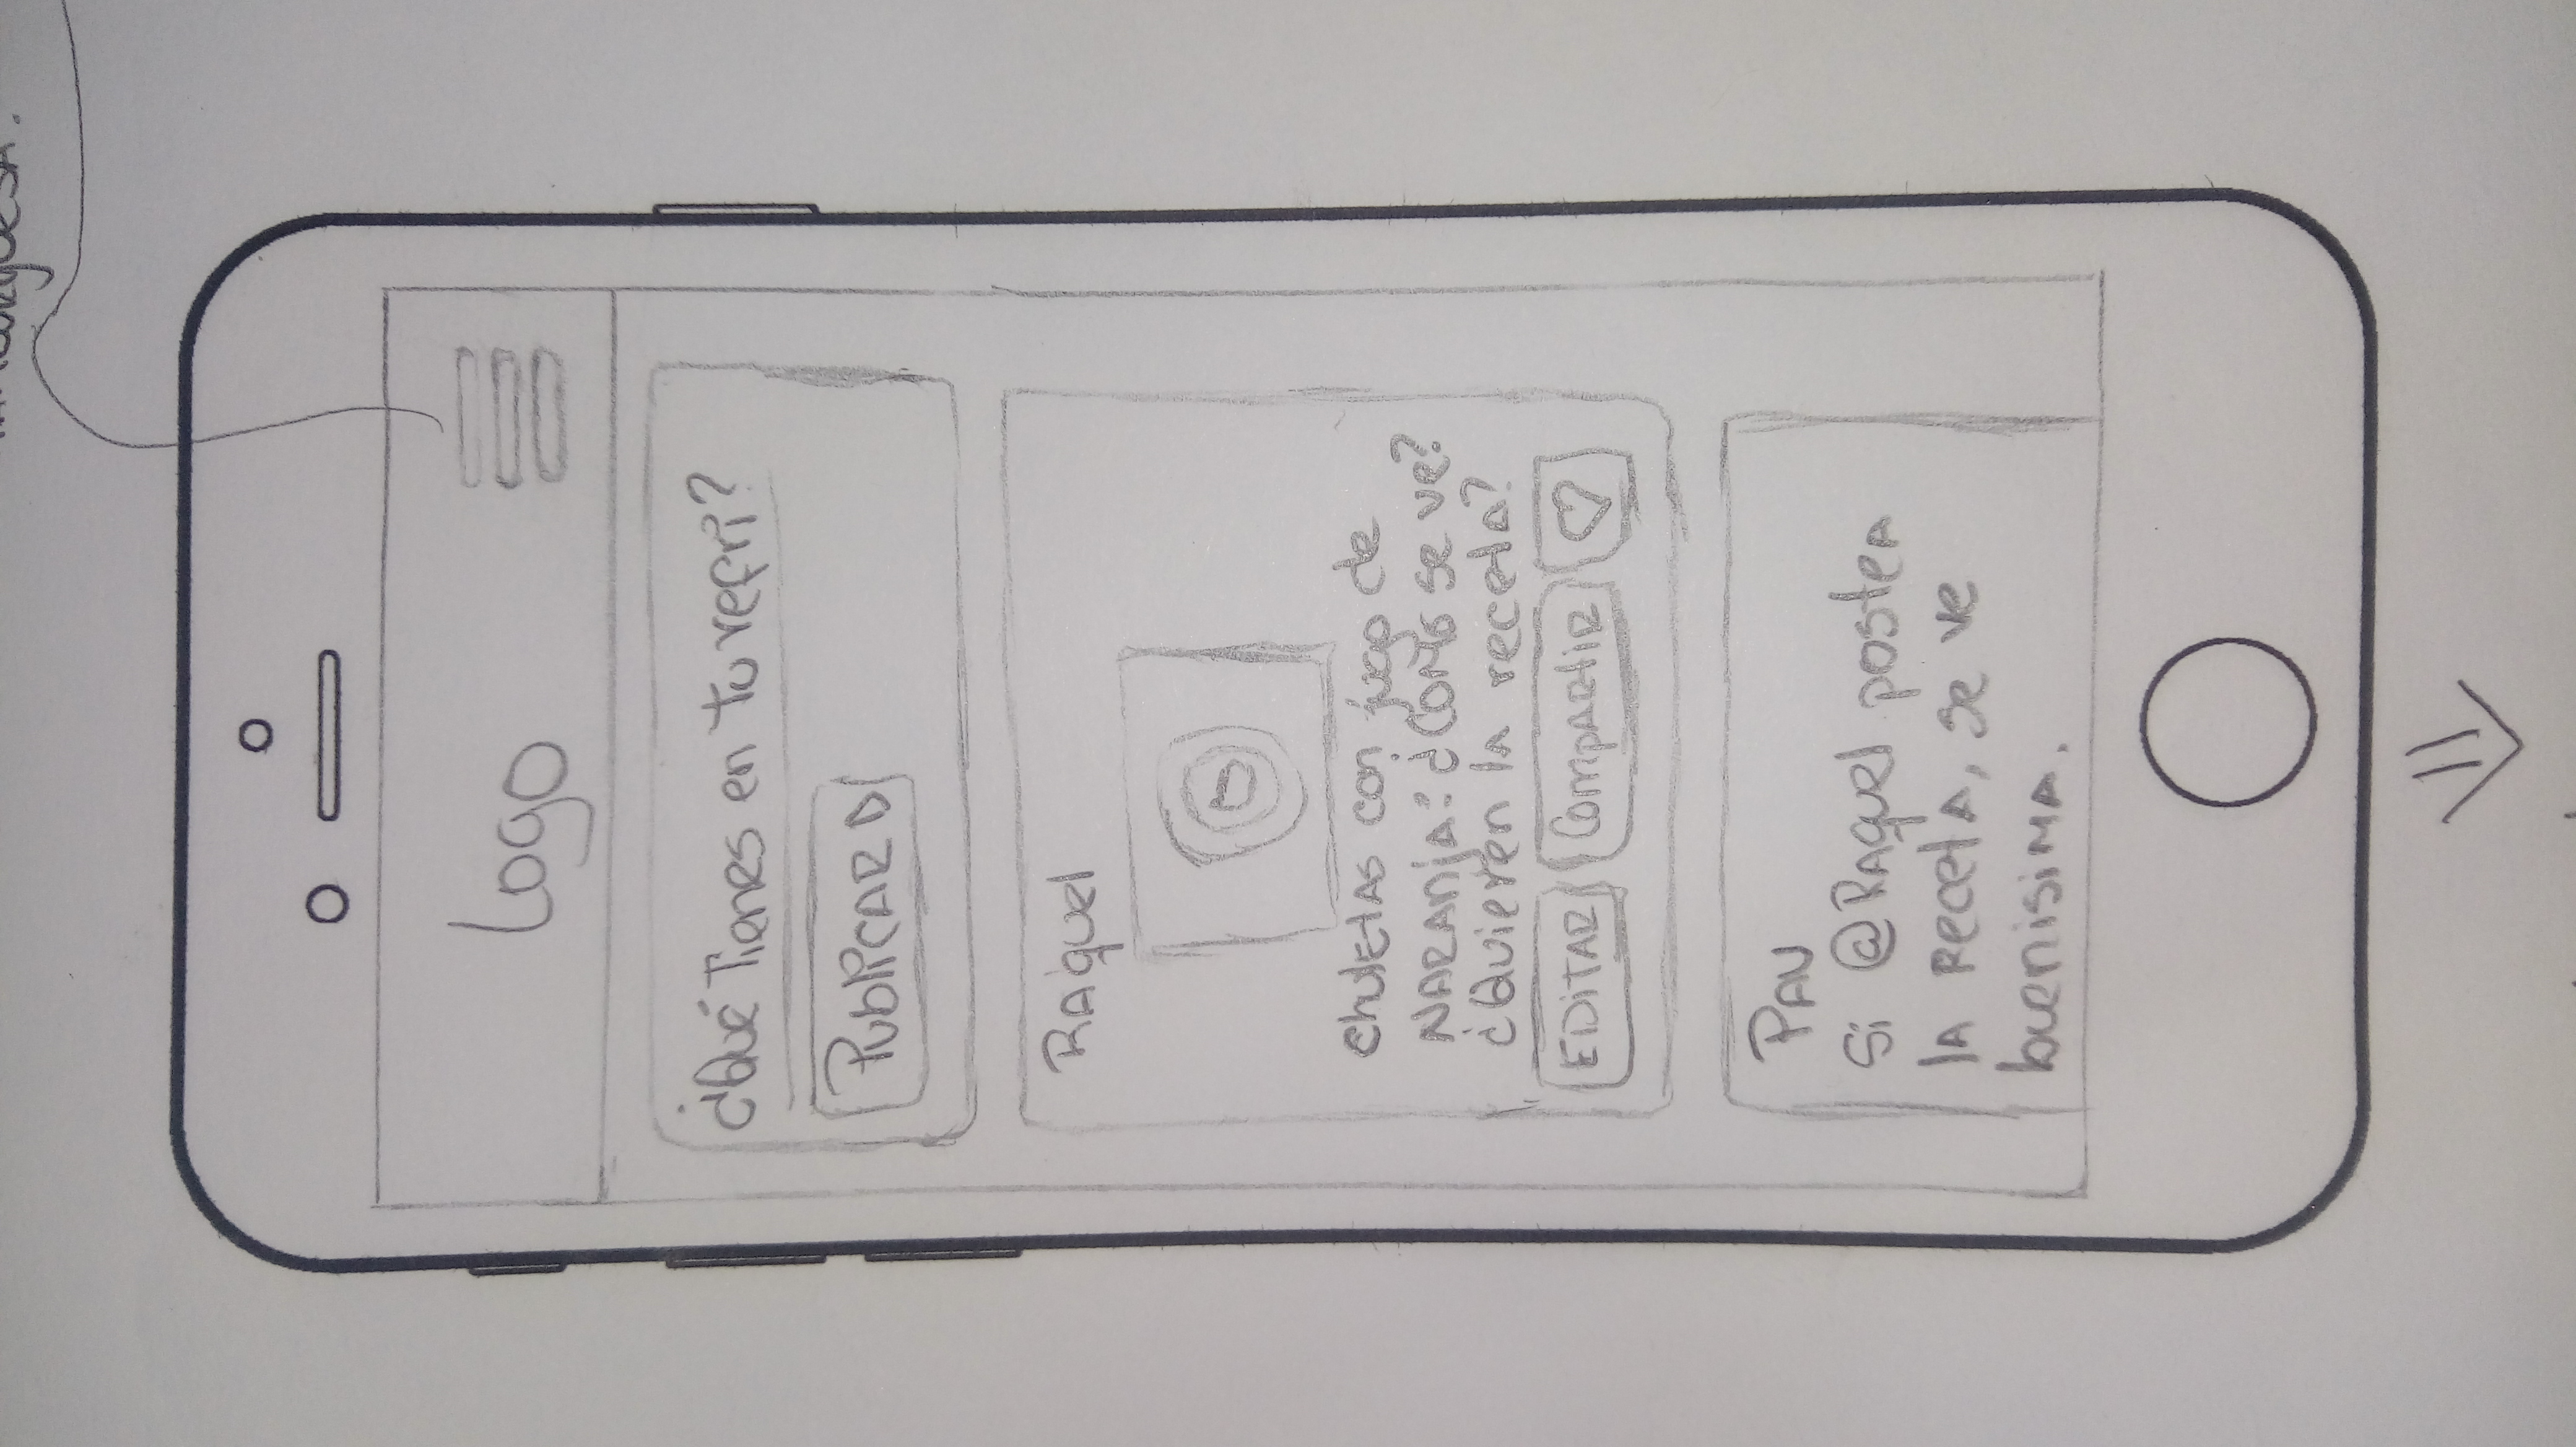 Logo
¿Qué Tienes en tu refri?
PubliCAR
RAquel
chulEtAs con jugo de
NARANjA: ¿Como se ve?
¿Quieren lA recetA?
EDiTAR
CompARtiR
PAu
Si @RAquel posteA
lA RecetA, se ve
buenisiMA.